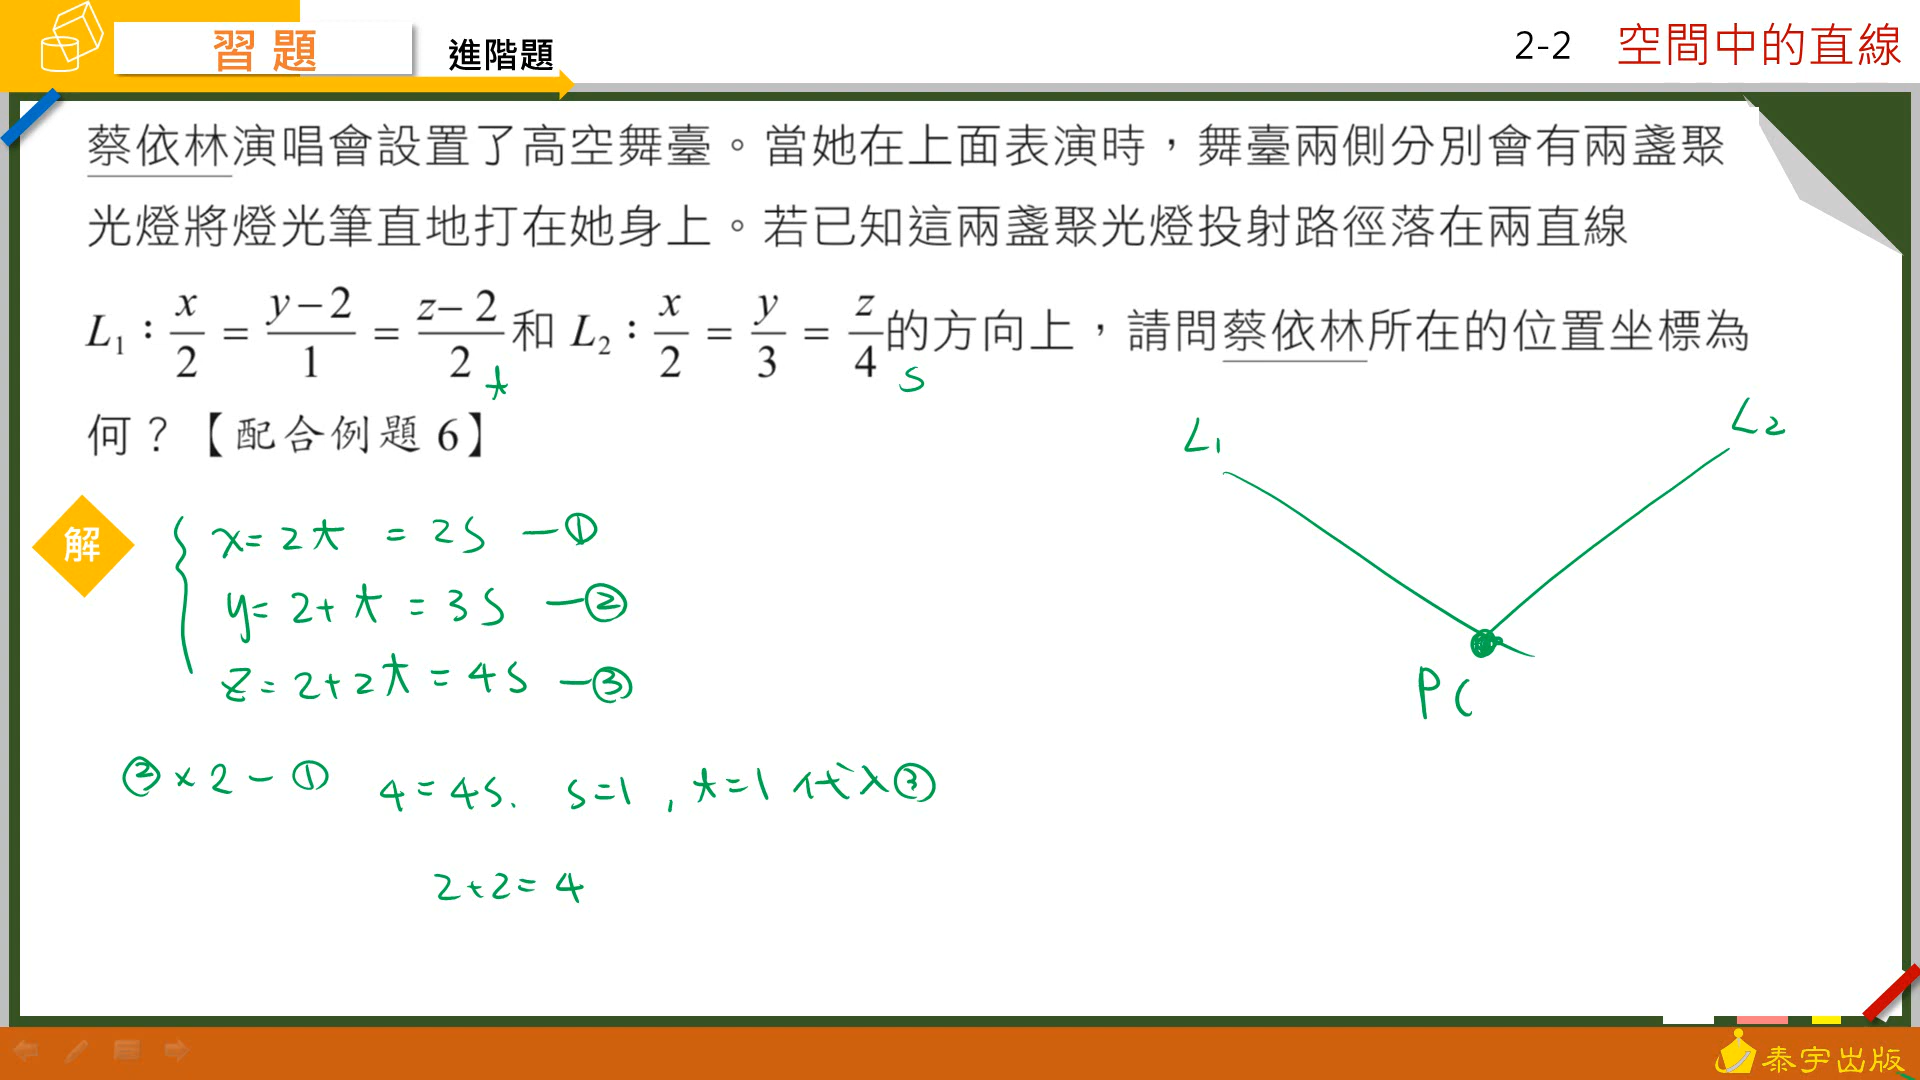 習題
進階題
2-2 空間中的直線
蔡依林演唱會設置了高空舞臺。當她在上面表演時，舞臺兩側分別會有兩盞聚
光燈將燈光筆直地打在她身上。若已知這兩盞聚光燈投射路徑落在兩直線
L₁：x/2 = (y－2)/1 = (z－2)/2 和 L₂：x/2 = y/3 = z/4 的方向上，請問蔡依林所在的位置坐標為
t s
何？【配合例題 6】
L₁ L₂
解
x = 2t = 2s －①
y = 2+t = 3s －②
z = 2+2t = 4s －③
P(
②×2－① 4=4s. s=1 , t=1 代入③
2+2=4
泰宇出版